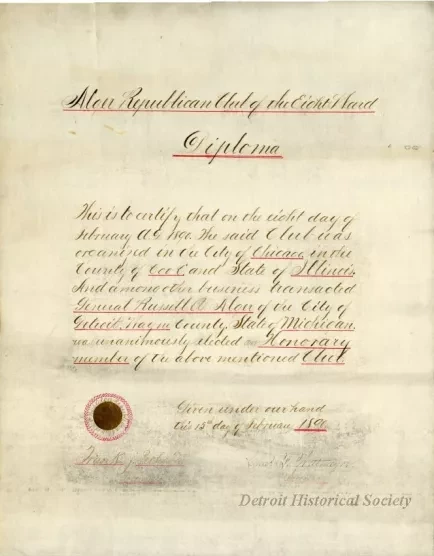 Alger Republican Club of the Eight Ward
Diploma
This is to certify that on the eight day of
February A.D. 1890. The said Club was
organised in the City of Chicago, in the
County of Cook and State of Illinois.
And among other business transacted
General Russell A Alger of the City of
Detroit, Wayne County, State of Michigan,
was unanimously elected an Honorary
member of the above mentioned Club.
Given under our hand
this 15th day of February 1890.
Detroit Historical Society